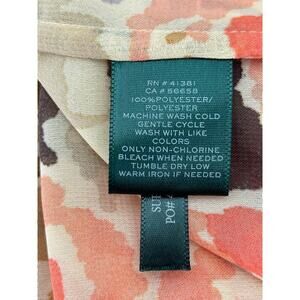 RN # 41381
CA # 56658
100%POLYESTER/
POLYESTER
MACHINE WASH COLD
GENTLE CYCLE
WASH WITH LIKE
COLORS
ONLY NON-CHLORINE
BLEACH WHEN NEEDED
TUMBLE DRY LOW
WARM IRON IF NEEDED
PO#